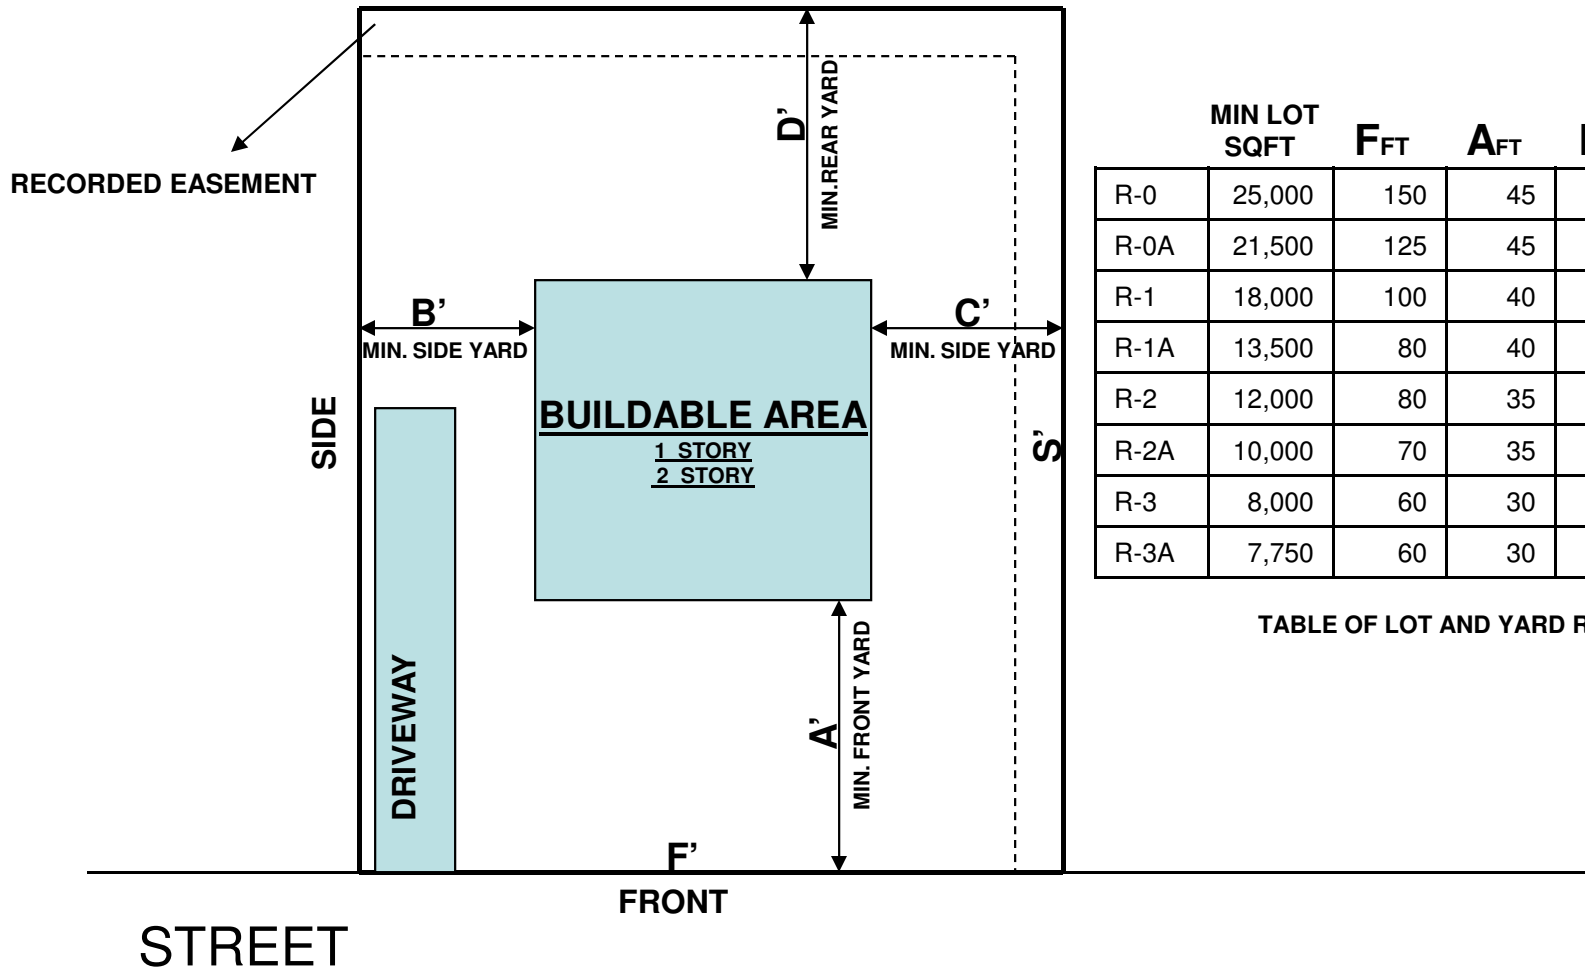 RECORDED EASEMENT
D’
MIN.REAR YARD
B’
MIN. SIDE YARD
C’
MIN. SIDE YARD
SIDE
BUILDABLE AREA
1 STORY
2 STORY
S’
DRIVEWAY
A’
MIN. FRONT YARD
F’
FRONT
STREET
MIN LOT
SQFT FFT AFT
R-0 25,000 150 45
R-0A 21,500 125 45
R-1 18,000 100 40
R-1A 13,500 80 40
R-2 12,000 80 35
R-2A 10,000 70 35
R-3 8,000 60 30
R-3A 7,750 60 30
TABLE OF LOT AND YARD